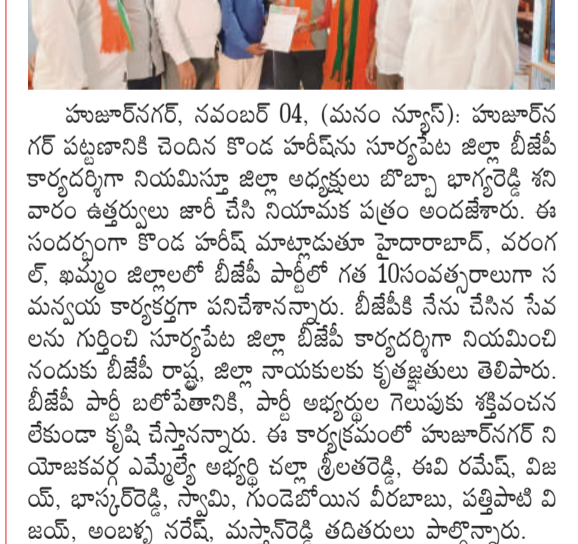 హుజూర్‌నగర్, నవంబర్ 04, (మనం న్యూస్): హుజూర్‌న
గర్ పట్టణానికి చెందిన కొండ హరీష్‌ను సూర్యపేట జిల్లా బీజేపీ
కార్యదర్శిగా నియమిస్తూ జిల్లా అధ్యక్షులు బొబ్బా భాగ్యరెడ్డి శని
వారం ఉత్తర్వులు జారీ చేసి నియామక పత్రం అందజేశారు. ఈ
సందర్భంగా కొండ హరీష్ మాట్లాడుతూ హైదారాబాద్, వరంగ
ల్, ఖమ్మం జిల్లాలలో బీజేపీ పార్టీలో గత 10సంవత్సరాలుగా స
మన్వయ కార్యకర్తగా పనిచేశానన్నారు. బీజేపీకి నేను చేసిన సేవ
లను గుర్తించి సూర్యపేట జిల్లా బీజేపీ కార్యదర్శిగా నియమించి
నందుకు బీజేపీ రాష్ట్ర, జిల్లా నాయకులకు కృతజ్ఞతులు తెలిపారు.
బీజేపీ పార్టీ బలోపేతానికి, పార్టీ అభ్యర్థుల గెలుపుకు శక్తివంచన
లేకుండా కృషి చేస్తానన్నారు. ఈ కార్యక్రమంలో హుజూర్‌నగర్ ని
యోజకవర్గ ఎమ్మేల్యే అభ్యర్థి చల్లా శ్రీలతరెడ్డి, ఈవి రమేష్, విజ
య్, భాస్కర్‌రెడ్డి, స్వామి, గుండెబోయిన వీరబాబు, పత్తిపాటి వి
జయ్, అంబళ్ళ నరేష్, మస్తాన్‌రెడ్డి తదితరులు పాల్గొన్నారు.